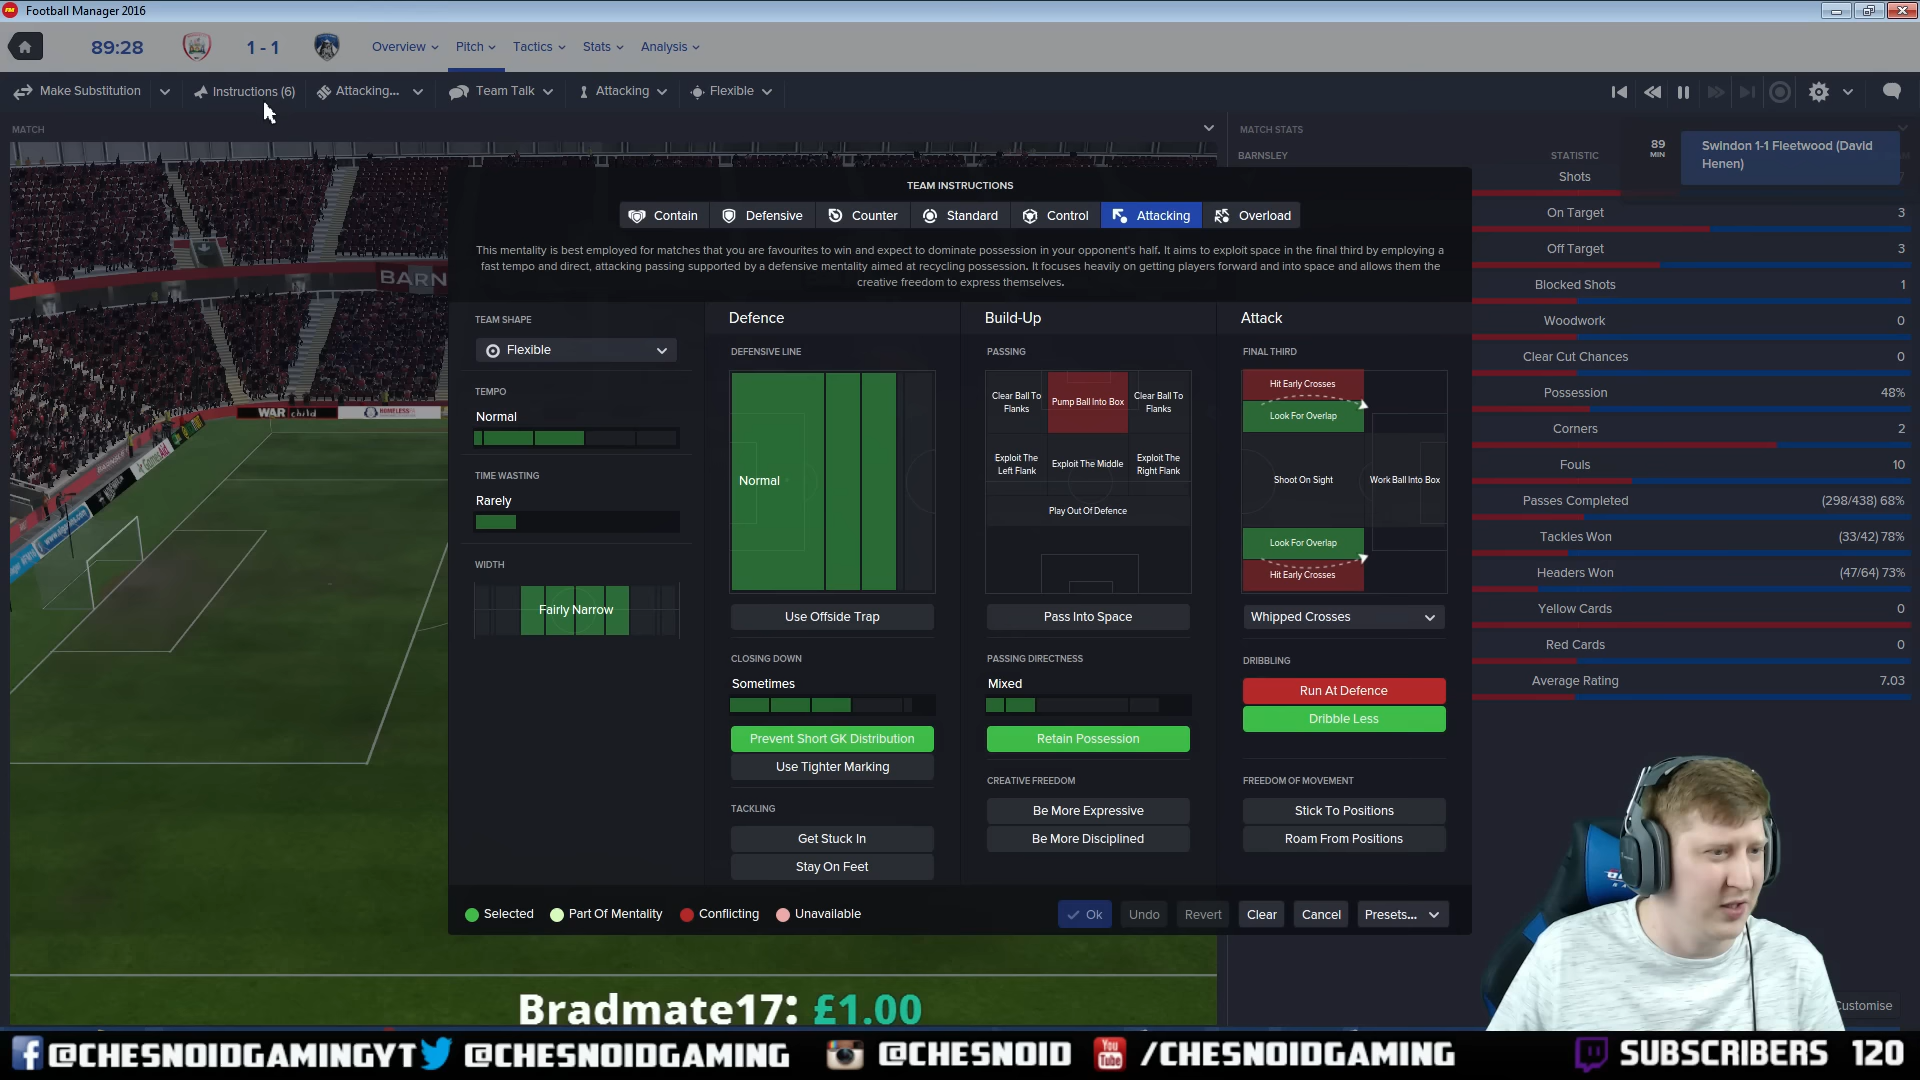 Football Manager 2016
89:28
1 - 1
Overview
Pitch
Tactics
Stats
Analysis
Make Substitution
Instructions (6)
Attacking...
Team Talk
Attacking
Flexible
MATCH
MATCH STATS
BARNSLEY
STATISTIC
89
MIN
Swindon 1-1 Fleetwood (David
Henen)
BARN
WAR child
TEAM INSTRUCTIONS
Contain
Defensive
Counter
Standard
Control
Attacking
Overload
This mentality is best employed for matches that you are favourites to win and expect to dominate possession in your opponent's half. It aims to exploit space in the final third by employing a
fast tempo and direct, attacking passing supported by a defensive mentality aimed at recycling possession. It focuses heavily on getting players forward and into space and allows them the
creative freedom to express themselves.
TEAM SHAPE
Flexible
TEMPO
Normal
TIME WASTING
Rarely
WIDTH
Fairly Narrow
Defence
DEFENSIVE LINE
Normal
Use Offside Trap
CLOSING DOWN
Sometimes
Prevent Short GK Distribution
Use Tighter Marking
TACKLING
Get Stuck In
Stay On Feet
Build-Up
PASSING
Clear Ball To
Flanks
Pump Ball Into Box
Clear Ball To
Flanks
Exploit The
Left Flank
Exploit The Middle
Exploit The
Right Flank
Play Out Of Defence
Pass Into Space
PASSING DIRECTNESS
Mixed
Retain Possession
CREATIVE FREEDOM
Be More Expressive
Be More Disciplined
Attack
FINAL THIRD
Hit Early Crosses
Look For Overlap
Shoot On Sight
Work Ball Into Box
Look For Overlap
Hit Early Crosses
Whipped Crosses
DRIBBLING
Run At Defence
Dribble Less
FREEDOM OF MOVEMENT
Stick To Positions
Roam From Positions
Selected
Part Of Mentality
Conflicting
Unavailable
Ok
Undo
Revert
Clear
Cancel
Presets...
Shots
On Target 3
Off Target 3
Blocked Shots 1
Woodwork 0
Clear Cut Chances 0
Possession 48%
Corners 2
Fouls 10
Passes Completed (298/438) 68%
Tackles Won (33/42) 78%
Headers Won (47/64) 73%
Yellow Cards 0
Red Cards 0
Average Rating 7.03
Customise
Bradmate17: £1.00
@CHESNOIDGAMINGYT @CHESNOIDGAMING @CHESNOID You Tube /CHESNOIDGAMING SUBSCRIBERS 120